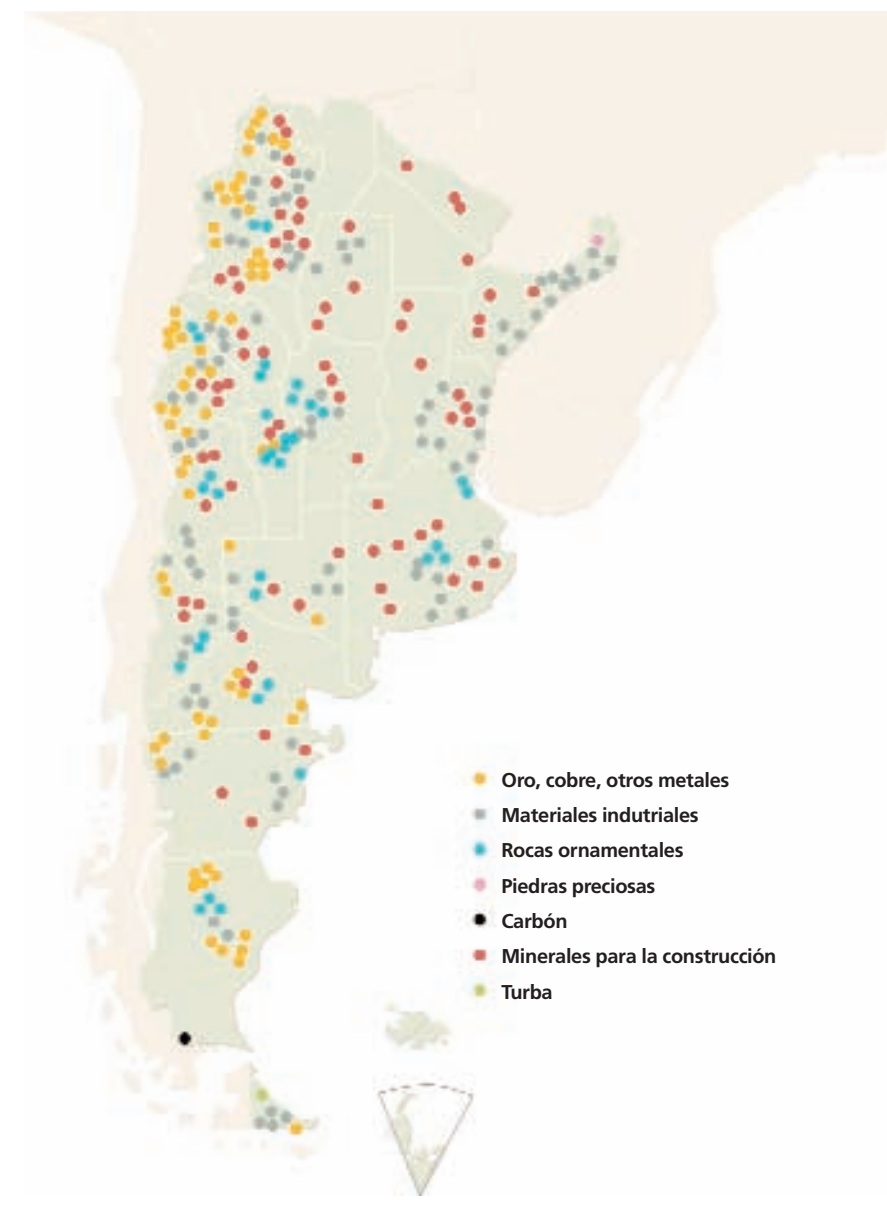 Oro, cobre, otros metales
Materiales indutriales
Rocas ornamentales
Piedras preciosas
Carbón
Minerales para la construcción
Turba